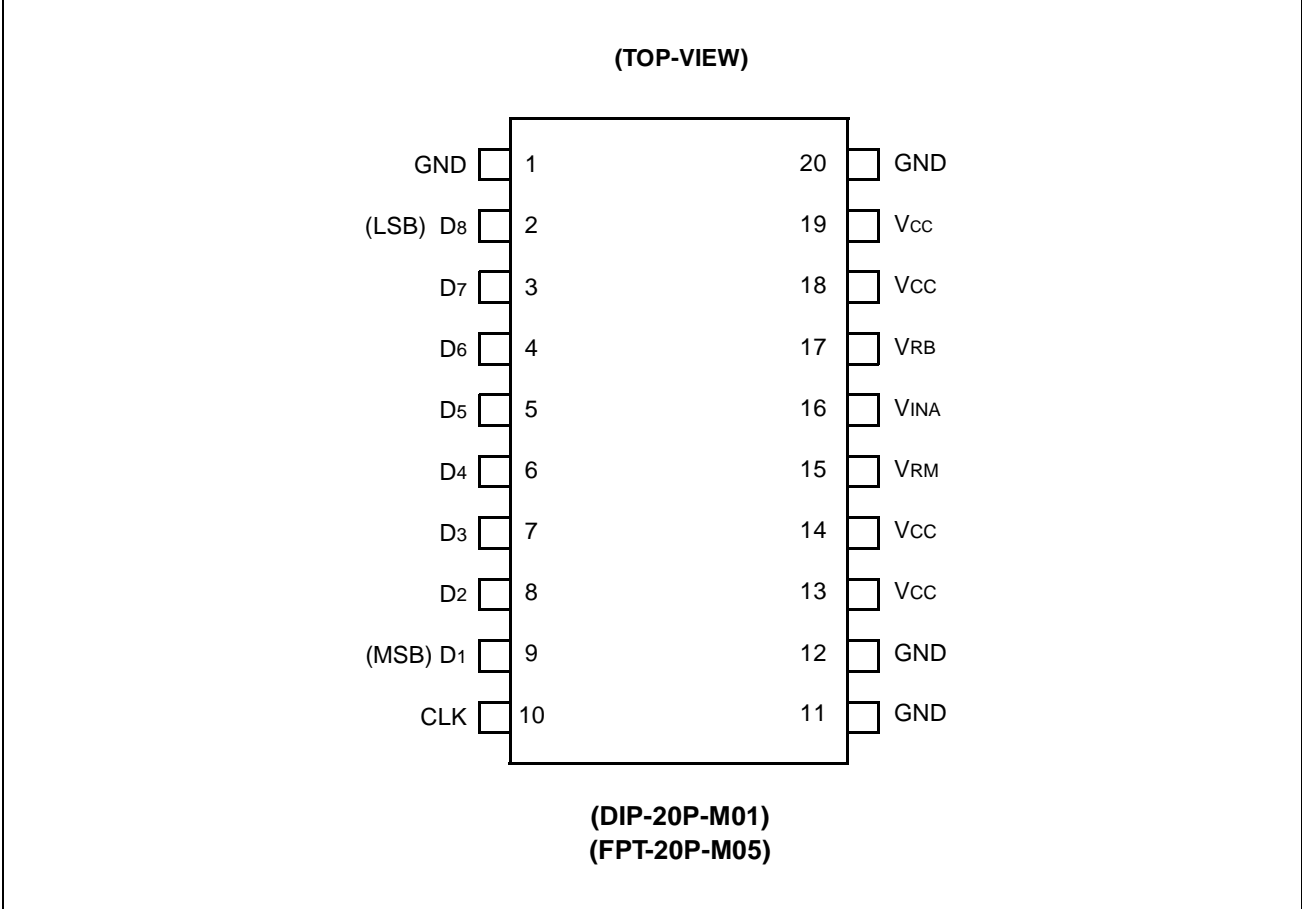 (TOP-VIEW)
GND 1 20 GND
(LSB) D8 2 19 VCC
D7 3 18 VCC
D6 4 17 VRB
D5 5 16 VINA
D4 6 15 VRM
D3 7 14 VCC
D2 8 13 VCC
(MSB) D1 9 12 GND
CLK 10 11 GND
(DIP-20P-M01)
(FPT-20P-M05)